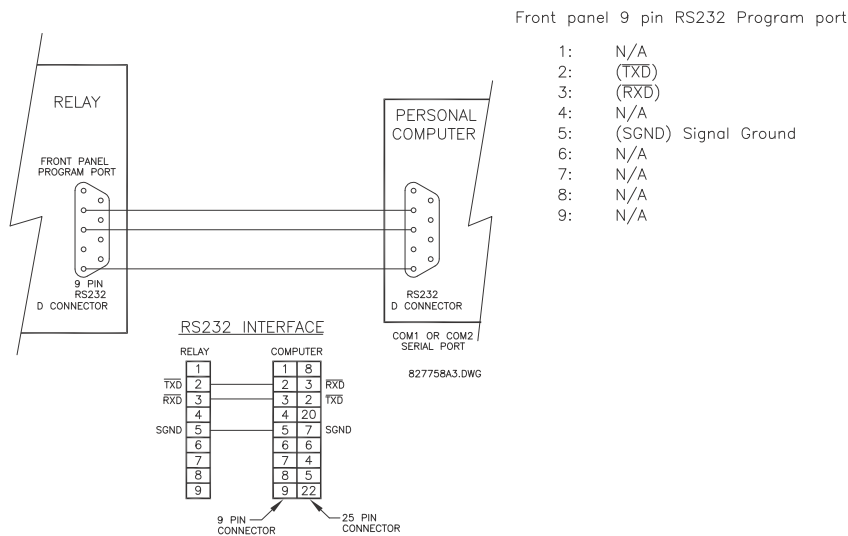 Front panel 9 pin RS232 Program port
1: N/A
2: (TXD)
3: (RXD)
4: N/A
5: (SGND) Signal Ground
6: N/A
7: N/A
8: N/A
9: N/A
RELAY
FRONT PANEL
PROGRAM PORT
9 PIN
RS232
D CONNECTOR
PERSONAL
COMPUTER
RS232
D CONNECTOR
COM1 OR COM2
SERIAL PORT
827758A3.DWG
RS232 INTERFACE
RELAY COMPUTER
1 1 8
TXD 2 2 3 RXD
RXD 3 3 2 TXD
4 4 20
SGND 5 5 7 SGND
6 6 6
7 7 4
8 8 5
9 9 22
9 PIN
CONNECTOR
25 PIN
CONNECTOR